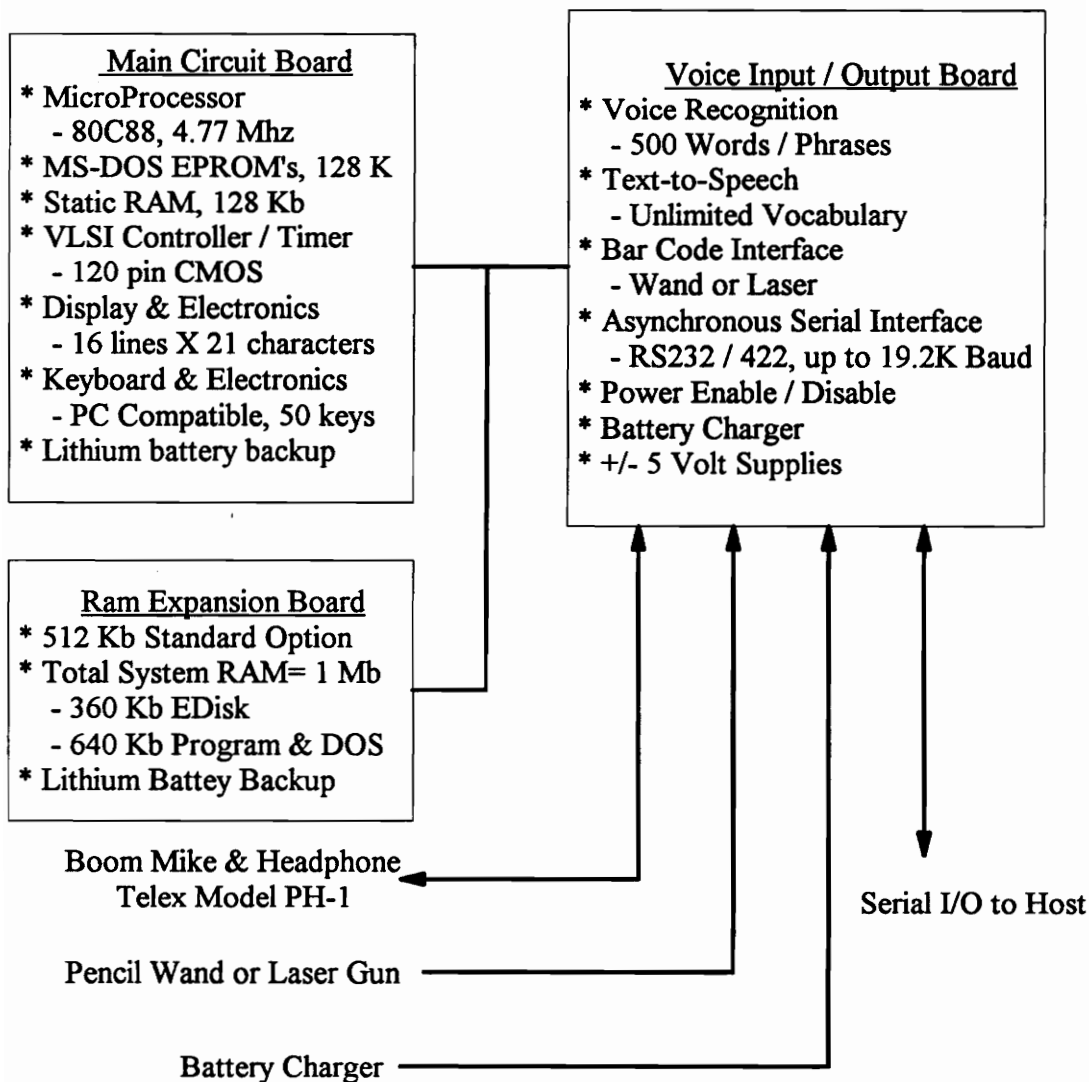 Main Circuit Board
* MicroProcessor
- 80C88, 4.77 Mhz
* MS-DOS EPROM's, 128 K
* Static RAM, 128 Kb
* VLSI Controller / Timer
- 120 pin CMOS
* Display & Electronics
- 16 lines X 21 characters
* Keyboard & Electronics
- PC Compatible, 50 keys
* Lithium battery backup
Voice Input / Output Board
* Voice Recognition
- 500 Words / Phrases
* Text-to-Speech
- Unlimited Vocabulary
* Bar Code Interface
- Wand or Laser
* Asynchronous Serial Interface
- RS232 / 422, up to 19.2K Baud
* Power Enable / Disable
* Battery Charger
* +/- 5 Volt Supplies
Ram Expansion Board
* 512 Kb Standard Option
* Total System RAM= 1 Mb
- 360 Kb EDisk
- 640 Kb Program & DOS
* Lithium Battey Backup
Boom Mike & Headphone
Telex Model PH-1
Serial I/O to Host
Pencil Wand or Laser Gun
Battery Charger